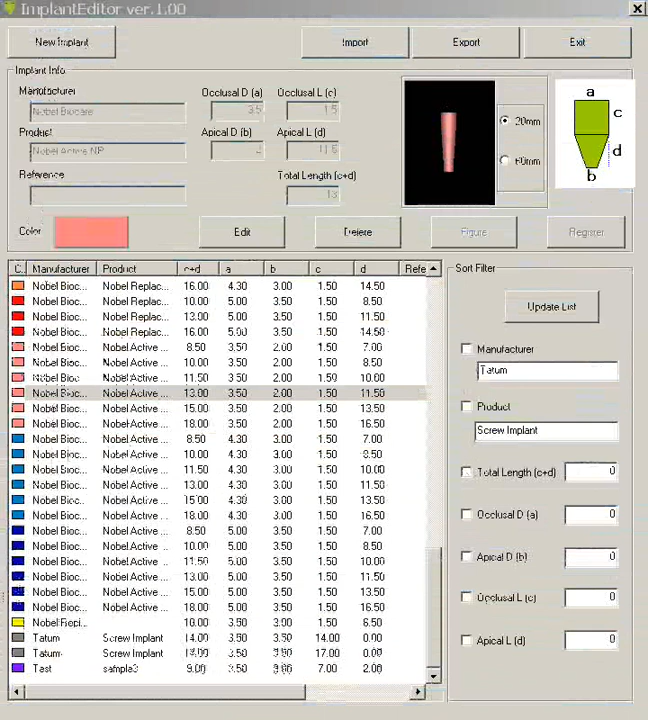 ImplantEditor ver.1.00
New Implant
Import
Export
Exit
Implant Info
Manufacturer
Nobel Biocare
Product
Nobel Active NP
Reference
Occlusal D (a)
3.5
Occlusal L (c)
1.5
Apical D (b)
2
Apical L (d)
11.5
Total Length (c+d)
13
20mm
60mm
a
c
d
b
Color
Edit
Delete
Figure
Register
C... Manufacturer Product c+d a b c d Refe
Nobel Bioc... Nobel Replac... 16.00 4.30 3.00 1.50 14.50
Nobel Bioc... Nobel Replac... 10.00 5.00 3.50 1.50 8.50
Nobel Bioc... Nobel Replac... 13.00 5.00 3.50 1.50 11.50
Nobel Bioc... Nobel Replac... 16.00 5.00 3.50 1.50 14.50
Nobel Bioc... Nobel Active ... 8.50 3.50 2.00 1.50 7.00
Nobel Bioc... Nobel Active ... 10.00 3.50 2.00 1.50 8.50
Nobel Bioc... Nobel Active ... 11.50 3.50 2.00 1.50 10.00
Nobel Bioc... Nobel Active ... 13.00 3.50 2.00 1.50 11.50
Nobel Bioc... Nobel Active ... 15.00 3.50 2.00 1.50 13.50
Nobel Bioc... Nobel Active ... 18.00 3.50 2.00 1.50 16.50
Nobel Bioc... Nobel Active ... 8.50 4.30 3.00 1.50 7.00
Nobel Bioc... Nobel Active ... 10.00 4.30 3.00 1.50 8.50
Nobel Bioc... Nobel Active ... 11.50 4.30 3.00 1.50 10.00
Nobel Bioc... Nobel Active ... 13.00 4.30 3.00 1.50 11.50
Nobel Bioc... Nobel Active ... 15.00 4.30 3.00 1.50 13.50
Nobel Bioc... Nobel Active ... 18.00 4.30 3.00 1.50 16.50
Nobel Bioc... Nobel Active ... 8.50 5.00 3.50 1.50 7.00
Nobel Bioc... Nobel Active ... 10.00 5.00 3.50 1.50 8.50
Nobel Bioc... Nobel Active ... 11.50 5.00 3.50 1.50 10.00
Nobel Bioc... Nobel Active ... 13.00 5.00 3.50 1.50 11.50
Nobel Bioc... Nobel Active ... 15.00 5.00 3.50 1.50 13.50
Nobel Bioc... Nobel Active ... 18.00 5.00 3.50 1.50 16.50
3.50 3.00 1.50 8.50
Tatum Screw Implant 14.00 3.50 3.50 14.00 0.00
Tatum Screw Implant 3.50 3.50 17.00 0.00
Test sample3 9.00 3.50 7.00 2.00
Sort Filter
Update List
Manufacturer
Tatum
Product
Screw Implant
Total Length (c+d) 0
Occlusal D (a) 0
Apical D (b) 0
Occlusal L (c) 0
Apical L (d) 0